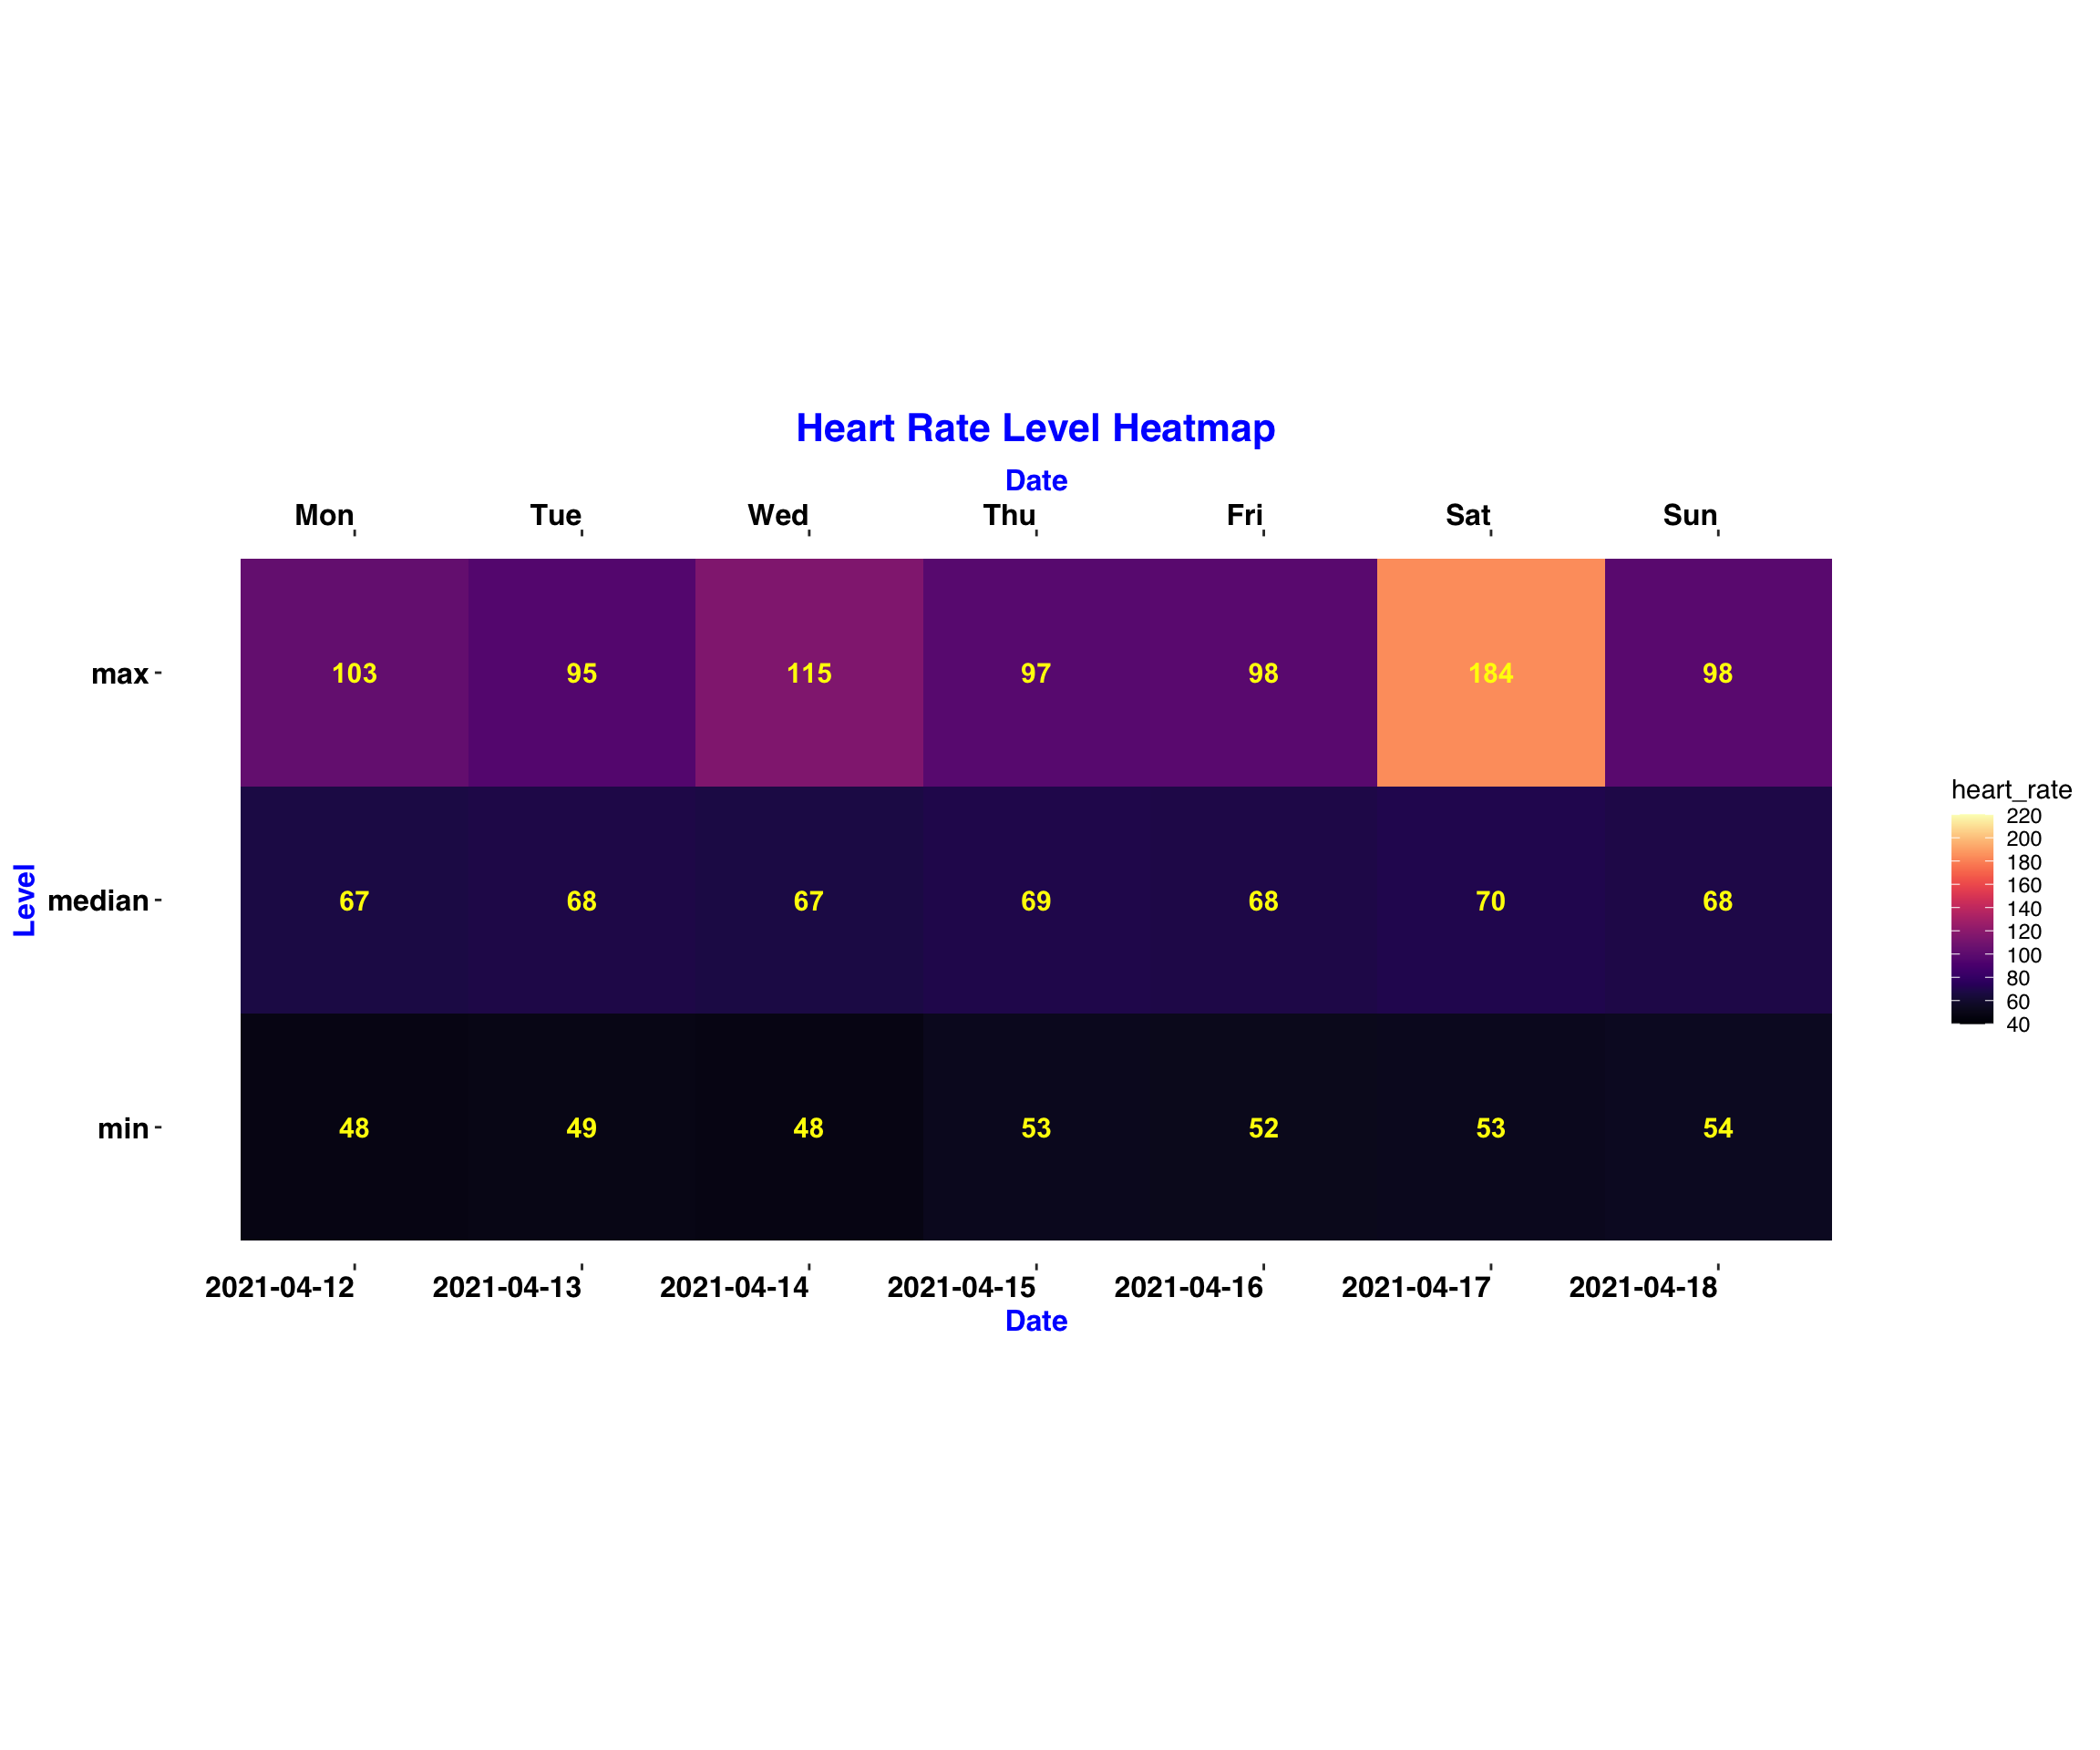 Heart Rate Level Heatmap
Date
Mon Tue Wed Thu Fri Sat Sun
max 103 95 115 97 98 184 98
Level
median 67 68 67 69 68 70 68
min 48 49 48 53 52 53 54
2021-04-12 2021-04-13 2021-04-14 2021-04-15 2021-04-16 2021-04-17 2021-04-18
Date
heart_rate
220
200
180
160
140
120
100
80
60
40